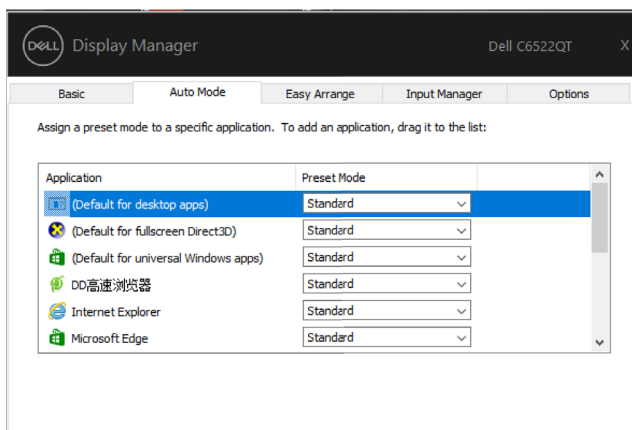 DELL Display Manager Dell C6522QT X
Basic Auto Mode Easy Arrange Input Manager Options
Assign a preset mode to a specific application. To add an application, drag it to the list:
Application Preset Mode
(Default for desktop apps) Standard
(Default for fullscreen Direct3D) Standard
(Default for universal Windows apps) Standard
DD高速浏览器 Standard
Internet Explorer Standard
Microsoft Edge Standard